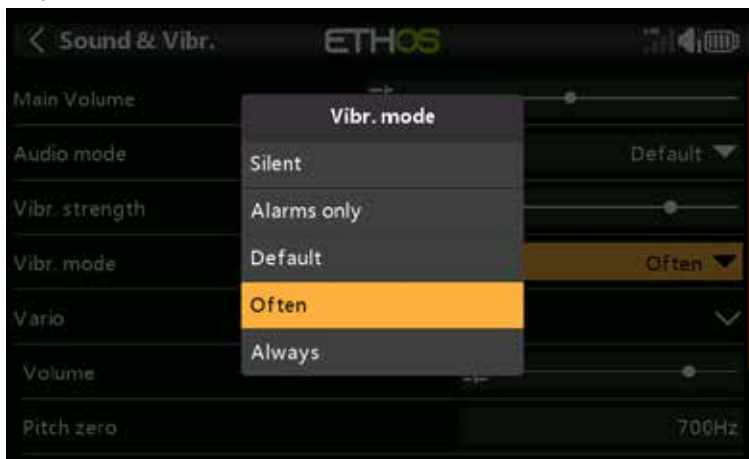 Sound & Vibr. ETHOS
Main Volume
Vibr. mode
Audio mode Default
Silent
Vibr. strength
Alarms only
Vibr. mode Often
Default
Vario
Often
Volume
Always
Pitch zero 700Hz